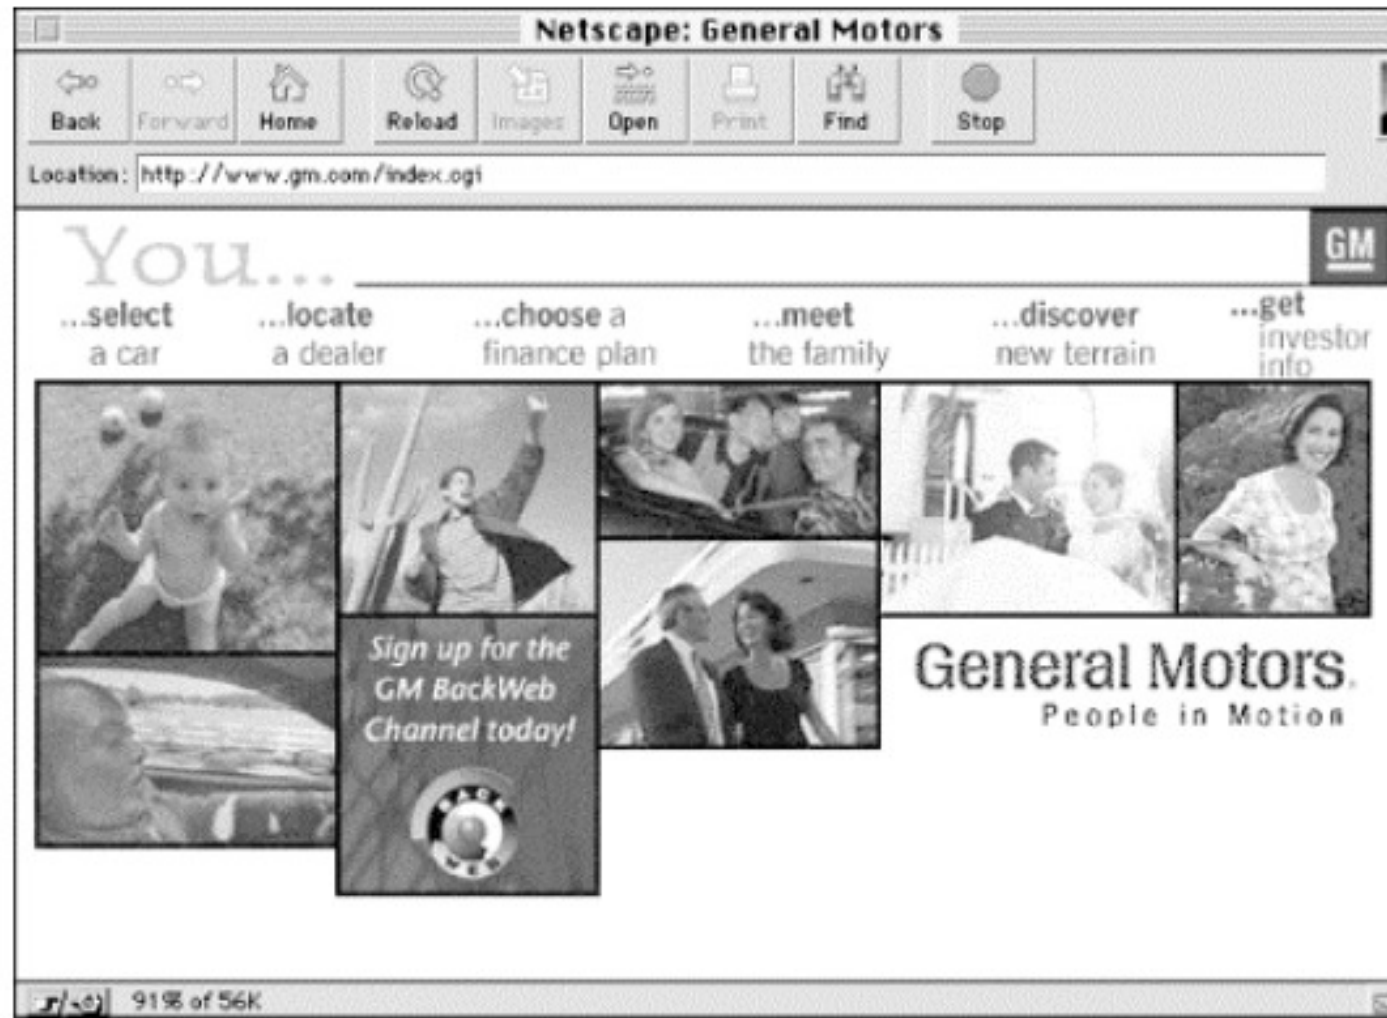 Netscape: General Motors
Back Forward Home Reload Images Open Print Find Stop
Location: http://www.gm.com/index.cgi
You...
GM
...select a car
...locate a dealer
...choose a finance plan
...meet the family
...discover new terrain
...get investor info
Sign up for the
GM BackWeb
Channel today!
BACK
WEB
General Motors.
People in Motion
91% of 56K